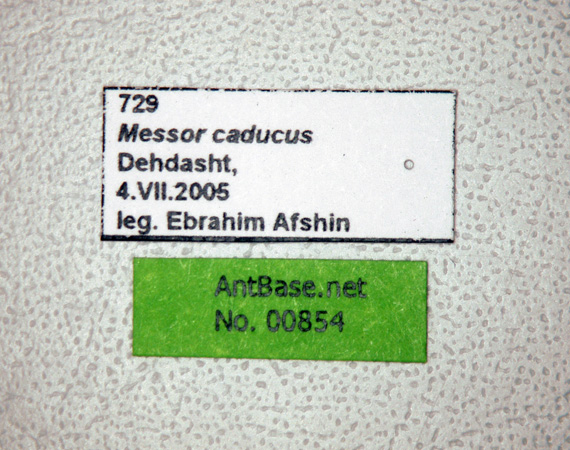 729
Messor caducus
Dehdasht,
4.VII.2005
leg. Ebrahim Afshin
AntBase.net
No. 00854